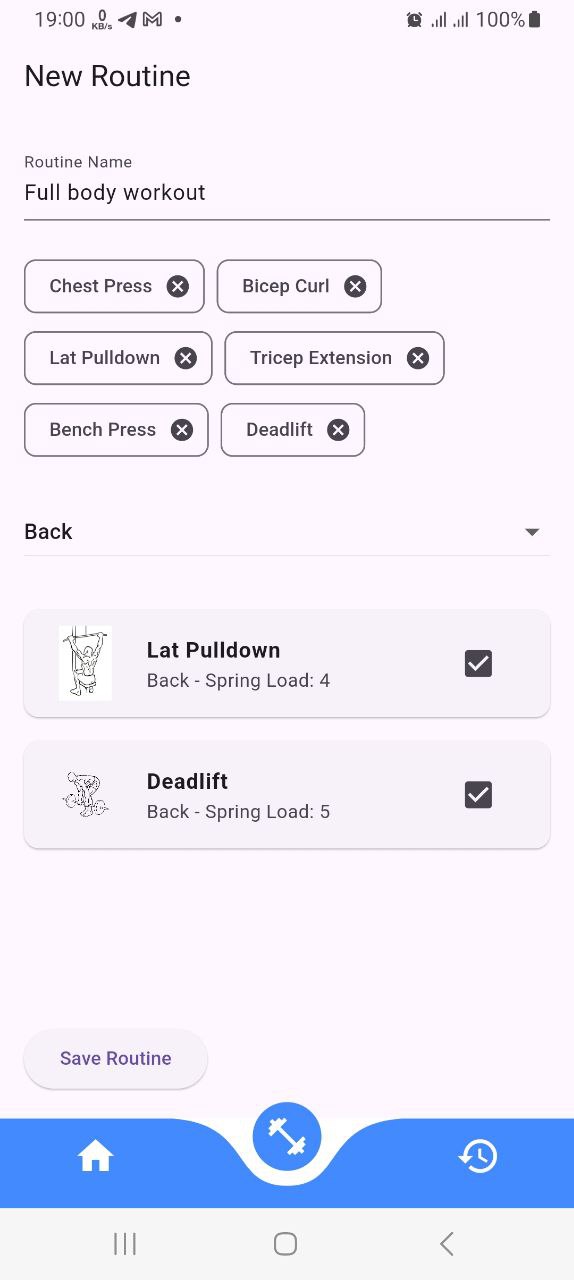 19:00 0 KB/s 100%
New Routine
Routine Name
Full body workout
Chest Press Bicep Curl
Lat Pulldown Tricep Extension
Bench Press Deadlift
Back
Lat Pulldown
Back - Spring Load: 4
Deadlift
Back - Spring Load: 5
Save Routine